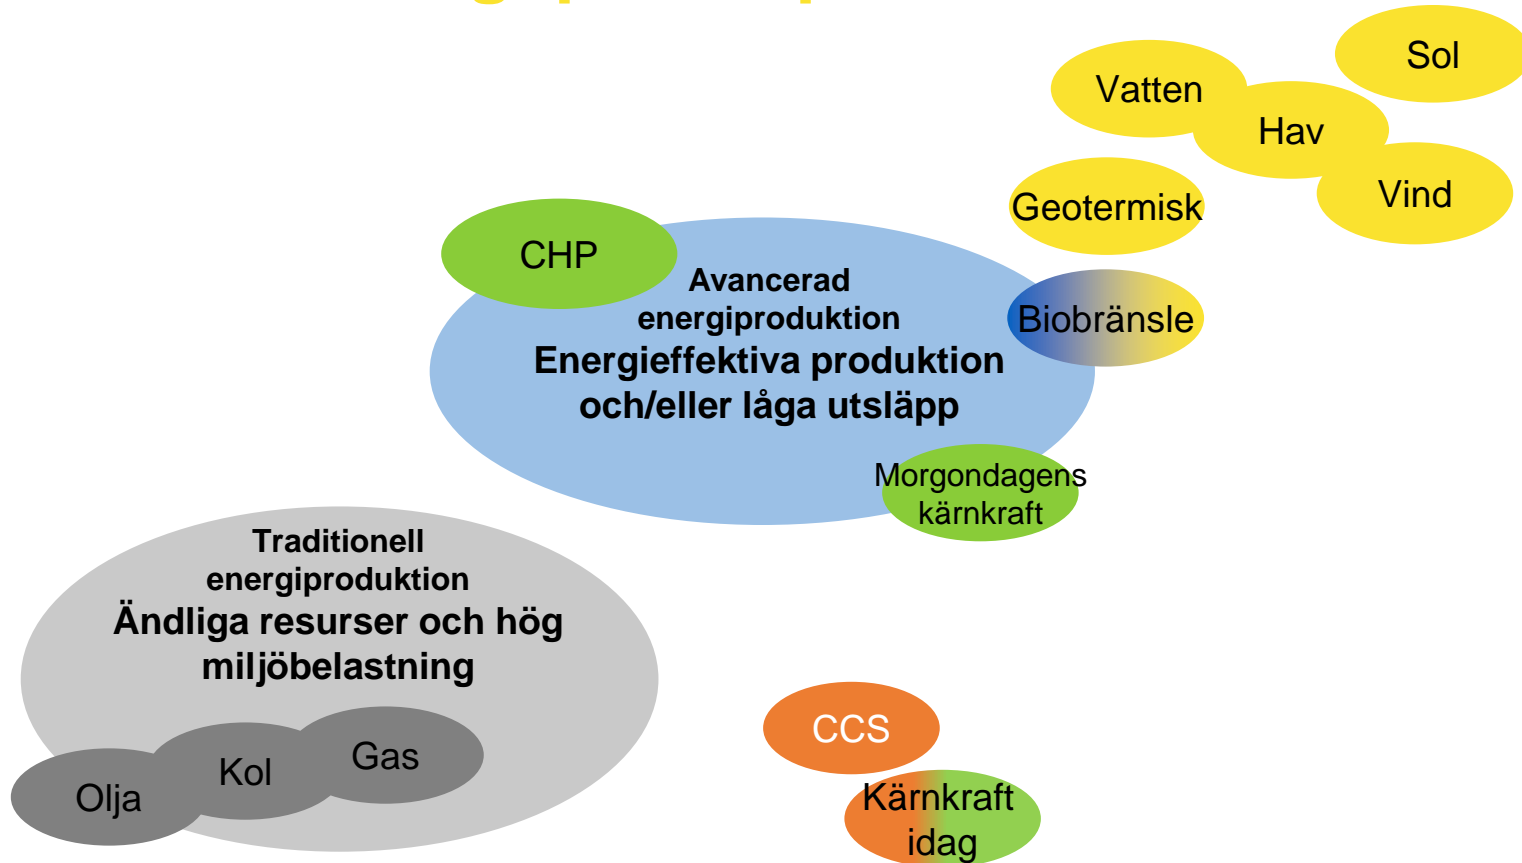 Sol
Vatten
Hav
Vind
Geotermisk
CHP
Avancerad
energiproduktion
Energieffektiva produktion
och/eller låga utsläpp
Biobränsle
Morgondagens
kärnkraft
Traditionell
energiproduktion
Ändliga resurser och hög
miljöbelastning
CCS
Gas
Kol
Olja
Kärnkraft
idag